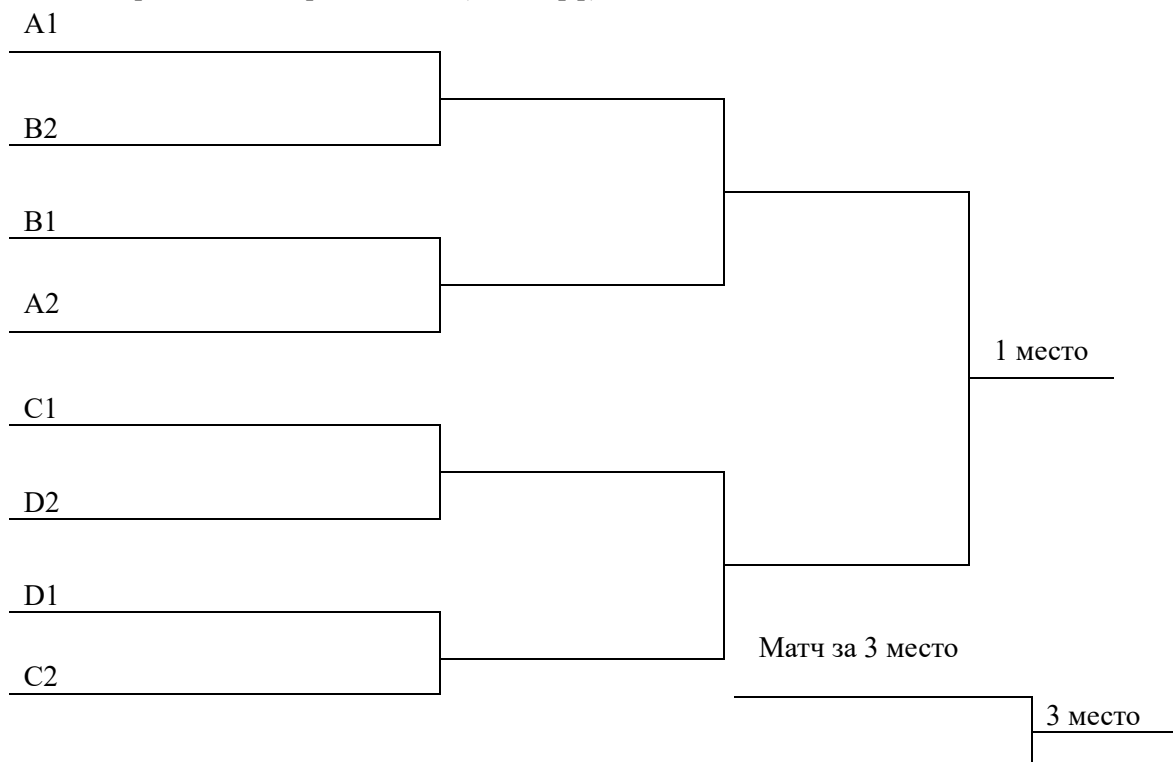 A1
B2
B1
A2
1 место
C1
D2
D1
Матч за 3 место
C2
3 место